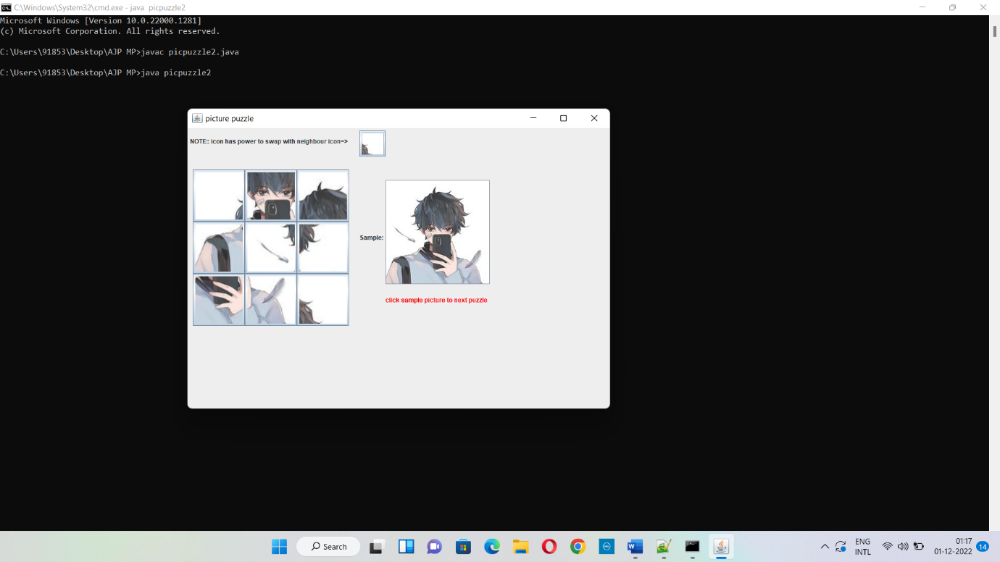 C:\Windows\System32\cmd.exe - java  picpuzzle2
Microsoft Windows [Version 10.0.22000.1281]
(c) Microsoft Corporation. All rights reserved.
C:\Users\91853\Desktop\AJP MP>javac picpuzzle2.java
C:\Users\91853\Desktop\AJP MP>java picpuzzle2
picture puzzle
NOTE:: icon has power to swap with neighbour icon=>
Sample:
click sample picture to next puzzle
Search
ENG
INTL
01:17
01-12-2022
14